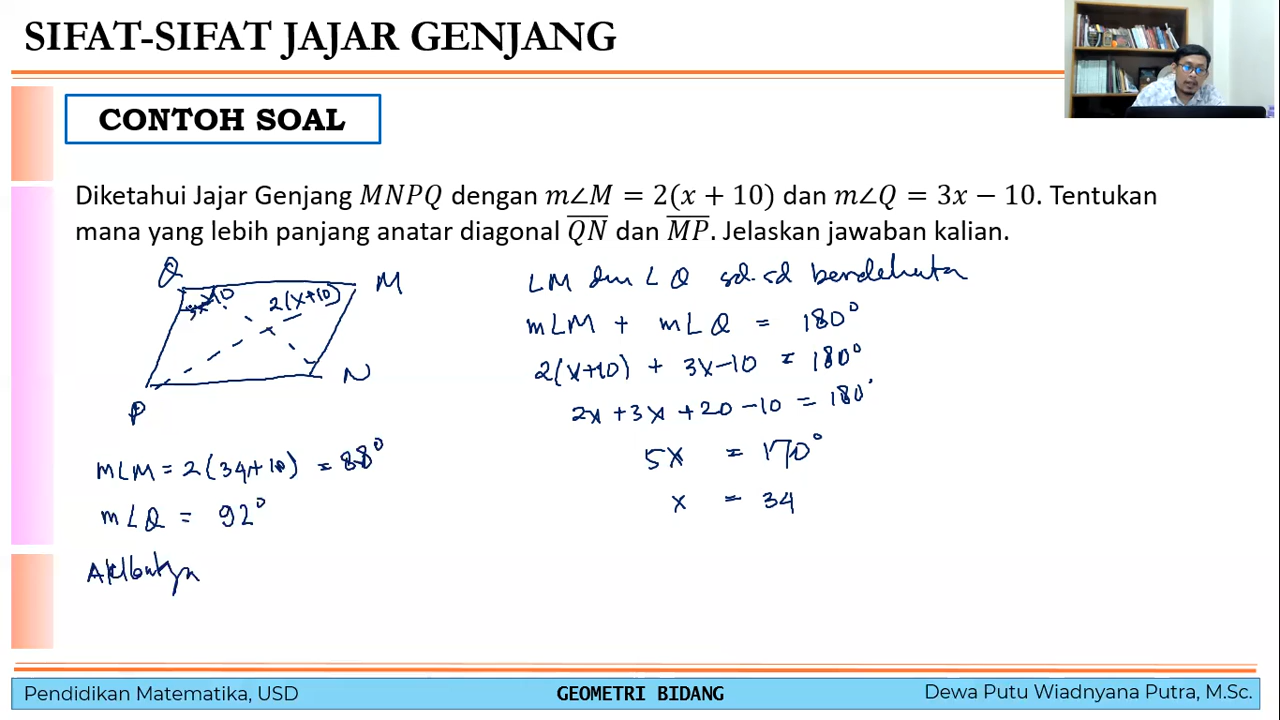 SIFAT-SIFAT JAJAR GENJANG
CONTOH SOAL
Diketahui Jajar Genjang 𝑀𝑁𝑃𝑄 dengan 𝑚∠𝑀 = 2(𝑥 + 10) dan 𝑚∠𝑄 = 3𝑥 − 10. Tentukan
mana yang lebih panjang anatar diagonal Q̅N̅ dan M̅P̅. Jelaskan jawaban kalian.
Q
M
2(x+10)
N
P
m∠M = 2(34+10) = 88°
m∠Q = 92°
Akibatnya
∠M dan ∠Q sd. sd berdekatan
m∠M + m∠Q = 180°
2(x+10) + 3x-10 = 180°
2x + 3x + 20 - 10 = 180°
5x = 170°
x = 34
Pendidikan Matematika, USD
GEOMETRI BIDANG
Dewa Putu Wiadnyana Putra, M.Sc.